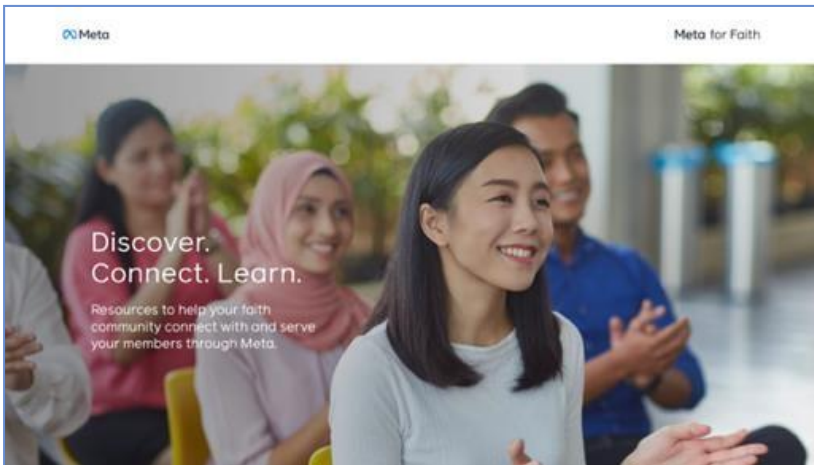 Meta
Meta for Faith
Discover.
Connect. Learn.
Resources to help your faith
community connect with and serve
your members through Meta.